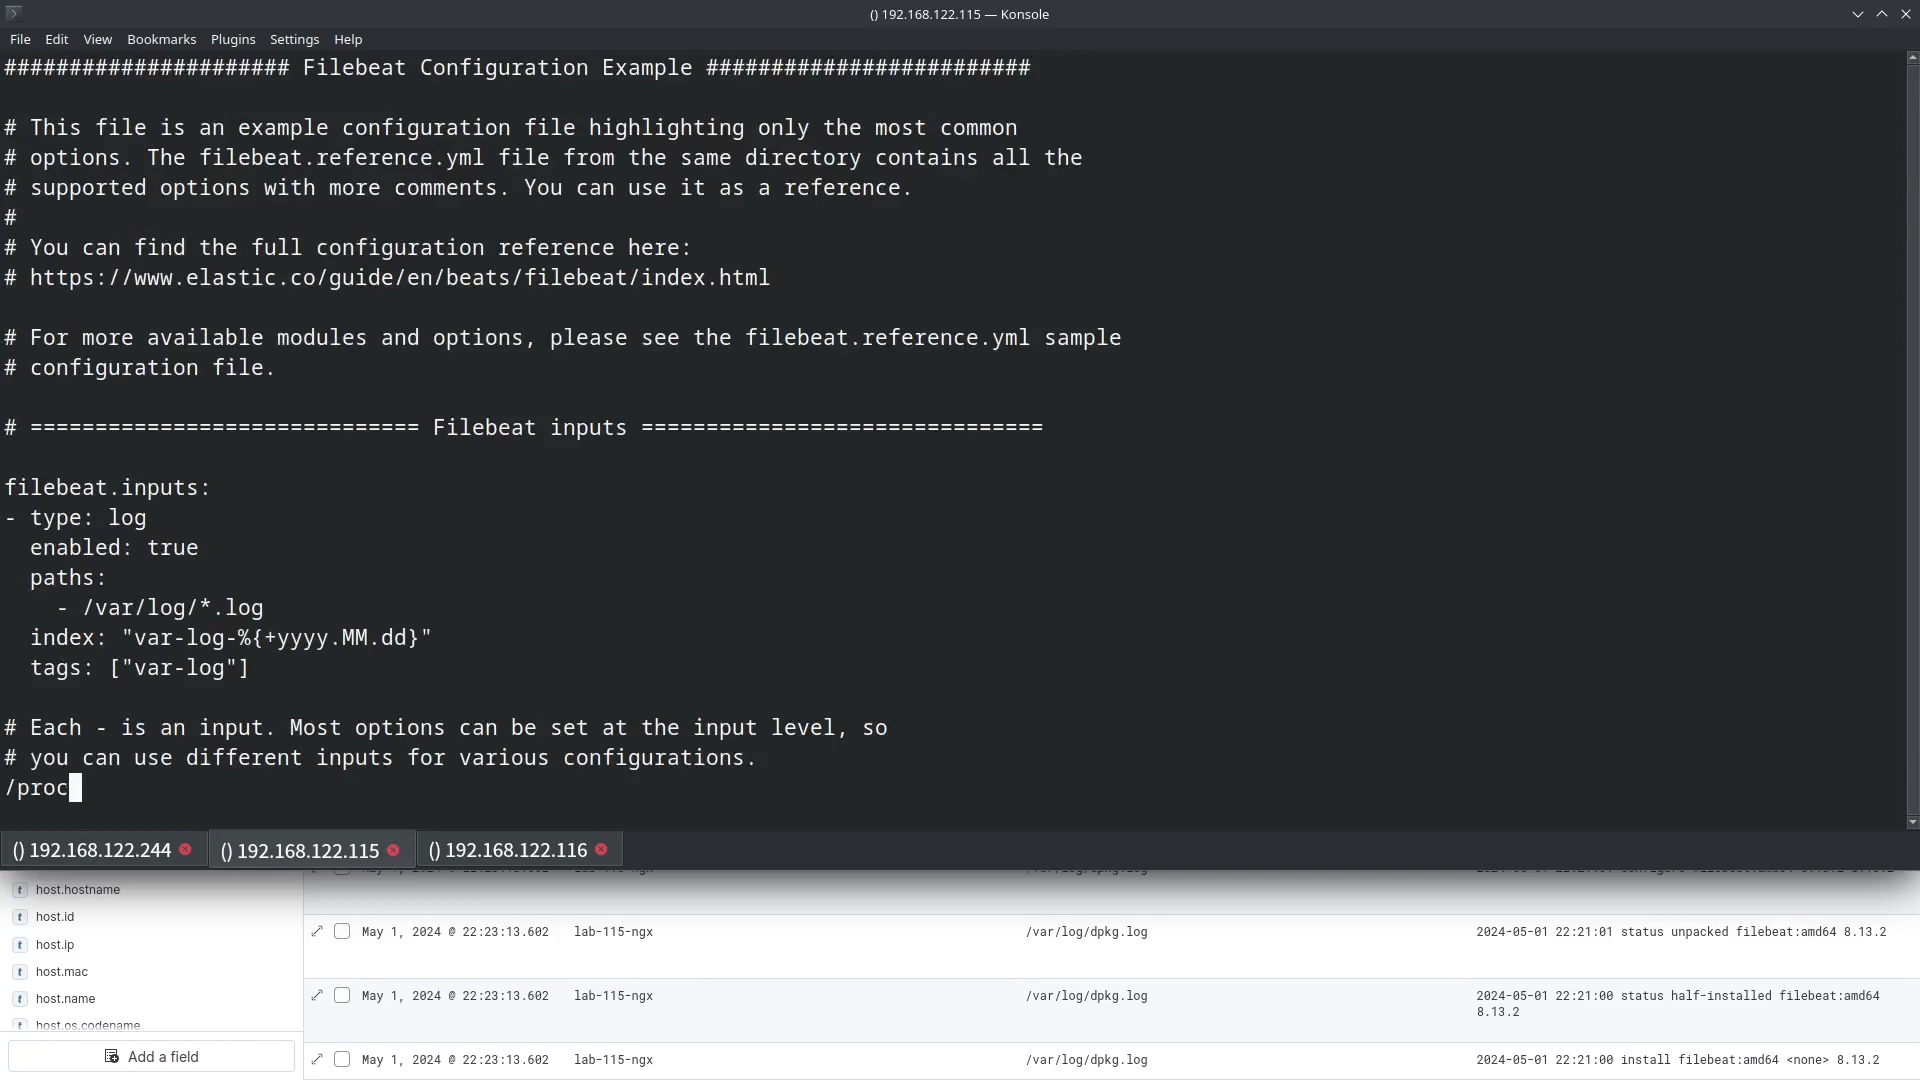 () 192.168.122.115 — Konsole
File Edit View Bookmarks Plugins Settings Help
###################### Filebeat Configuration Example #########################
# This file is an example configuration file highlighting only the most common
# options. The filebeat.reference.yml file from the same directory contains all the
# supported options with more comments. You can use it as a reference.
#
# You can find the full configuration reference here:
# https://www.elastic.co/guide/en/beats/filebeat/index.html
# For more available modules and options, please see the filebeat.reference.yml sample
# configuration file.
# ============================== Filebeat inputs ===============================
filebeat.inputs:
- type: log
enabled: true
paths:
- /var/log/*.log
index: "var-log-%{+yyyy.MM.dd}"
tags: ["var-log"]
# Each - is an input. Most options can be set at the input level, so
# you can use different inputs for various configurations.
/proc
() 192.168.122.244 () 192.168.122.115 () 192.168.122.116
host.hostname
host.id
host.ip
host.mac
host.name
host.os.codename
Add a field
May 1, 2024 @ 22:23:13.602 lab-115-ngx /var/log/dpkg.log 2024-05-01 22:21:01 status unpacked filebeat:amd64 8.13.2
May 1, 2024 @ 22:23:13.602 lab-115-ngx /var/log/dpkg.log 2024-05-01 22:21:00 status half-installed filebeat:amd64
8.13.2
May 1, 2024 @ 22:23:13.602 lab-115-ngx /var/log/dpkg.log 2024-05-01 22:21:00 install filebeat:amd64 <none> 8.13.2